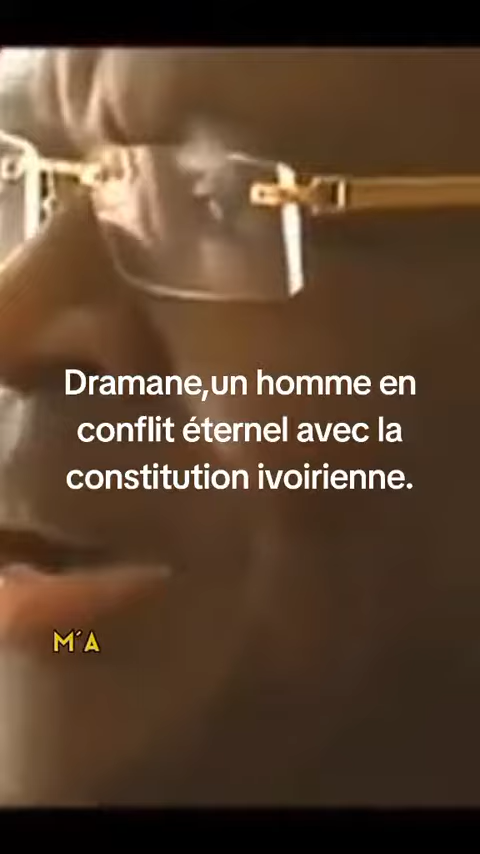 Dramane,un homme en
conflit éternel avec la
constitution ivoirienne.
M´A